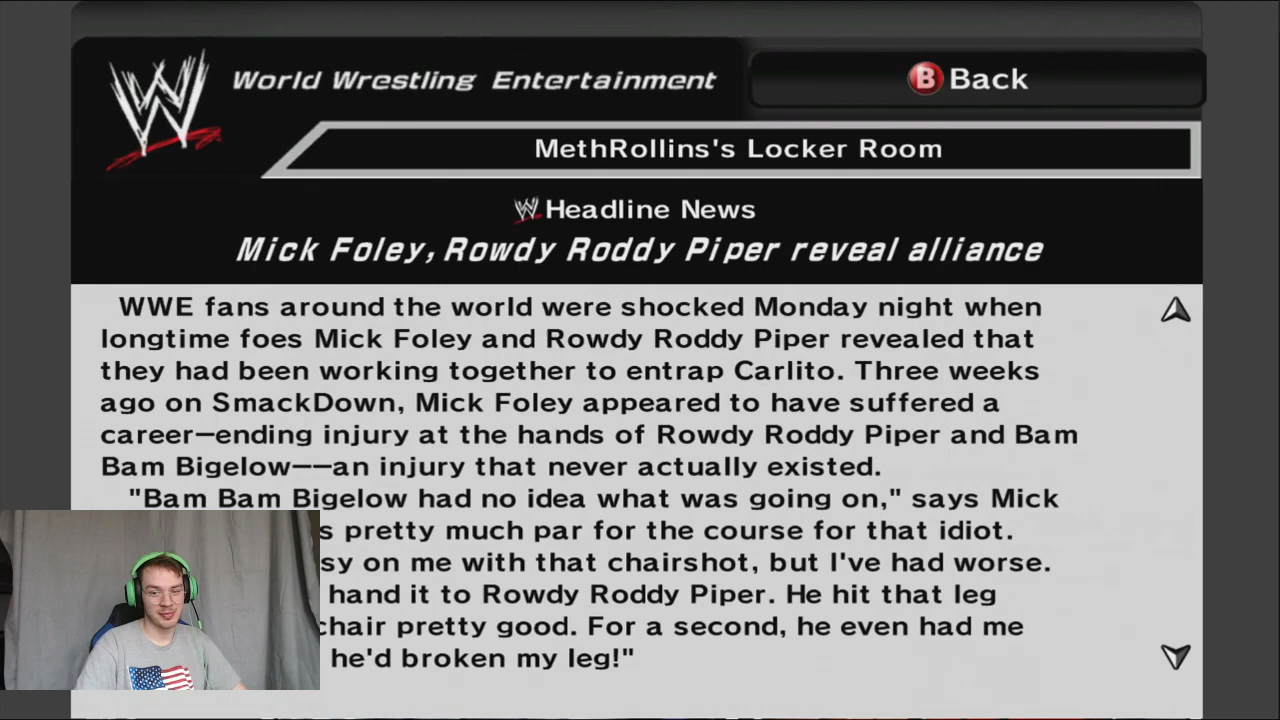 World Wrestling Entertainment
B Back
MethRollins's Locker Room
W Headline News
Mick Foley, Rowdy Roddy Piper reveal alliance
WWE fans around the world were shocked Monday night when
longtime foes Mick Foley and Rowdy Roddy Piper revealed that
they had been working together to entrap Carlito. Three weeks
ago on SmackDown, Mick Foley appeared to have suffered a
career-ending injury at the hands of Rowdy Roddy Piper and Bam
Bam Bigelow--an injury that never actually existed.
"Bam Bam Bigelow had no idea what was going on," says Mick
s pretty much par for the course for that idiot.
sy on me with that chairshot, but I've had worse.
hand it to Rowdy Roddy Piper. He hit that leg
chair pretty good. For a second, he even had me
he'd broken my leg!"